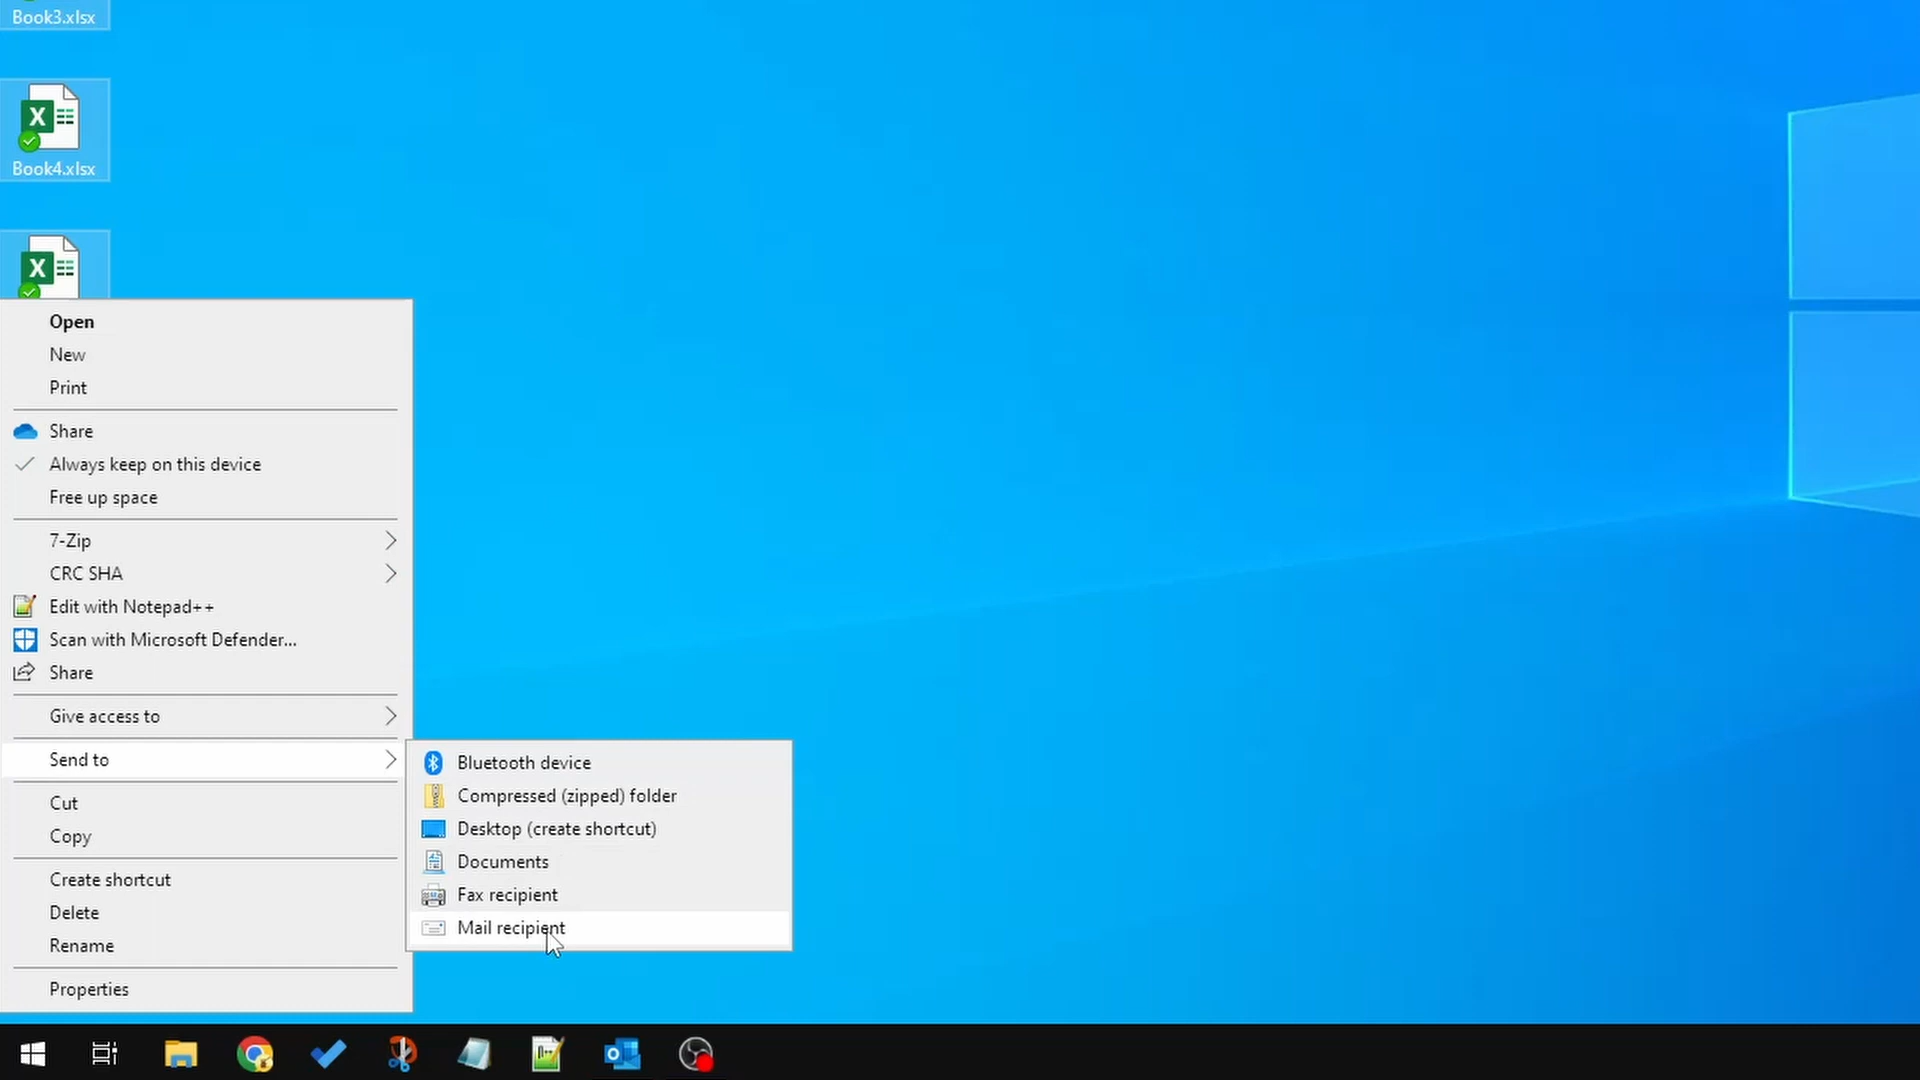 Book3.xlsx
Book4.xlsx
Open
New
Print
Share
Always keep on this device
Free up space
7-Zip
CRC SHA
Edit with Notepad++
Scan with Microsoft Defender...
Share
Give access to
Send to
Cut
Copy
Create shortcut
Delete
Rename
Properties
Bluetooth device
Compressed (zipped) folder
Desktop (create shortcut)
Documents
Fax recipient
Mail recipient